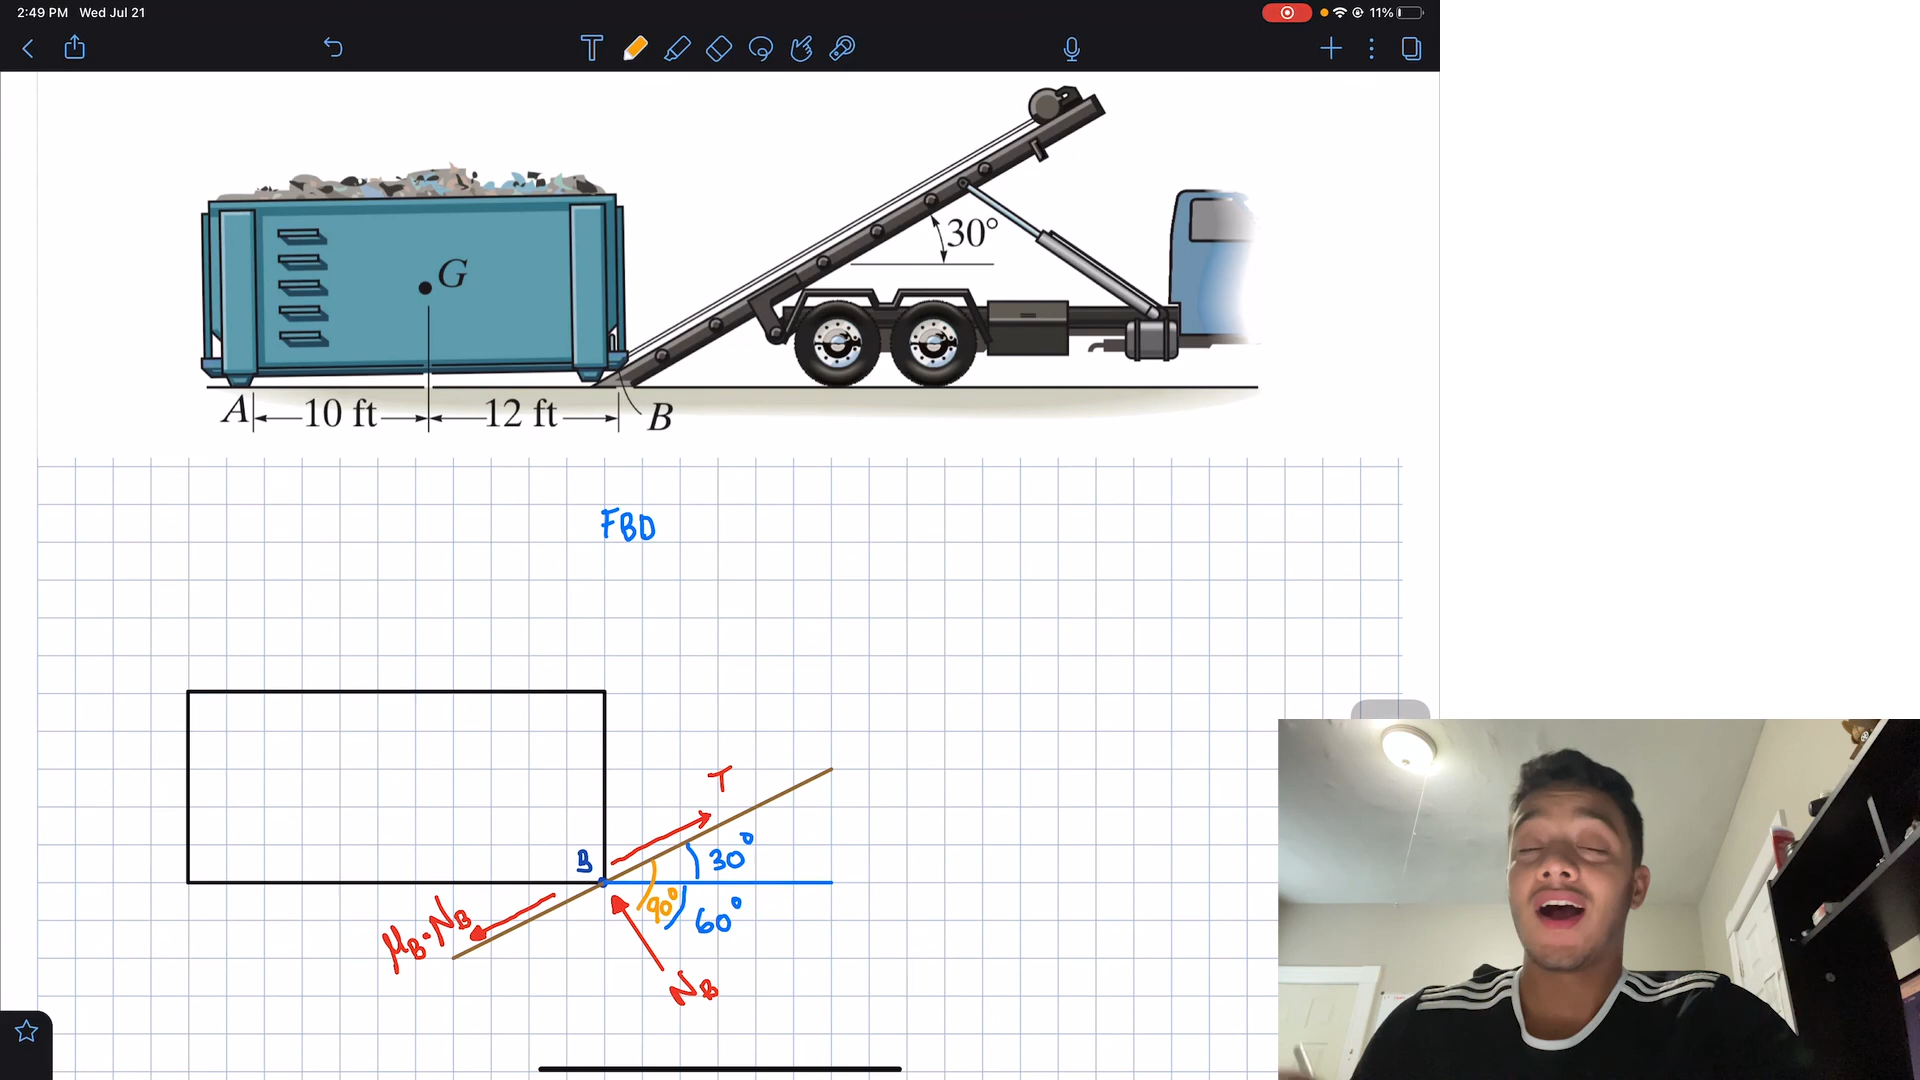 2:49 PM Wed Jul 21
11%
G
30°
A 10 ft 12 ft B
FBD
T
B
30°
90°
60°
μB·NB
NB